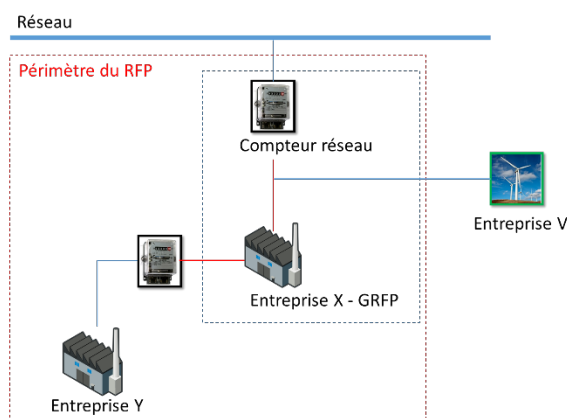 Réseau
Périmètre du RFP
Compteur réseau
Entreprise V
Entreprise X - GRFP
Entreprise Y